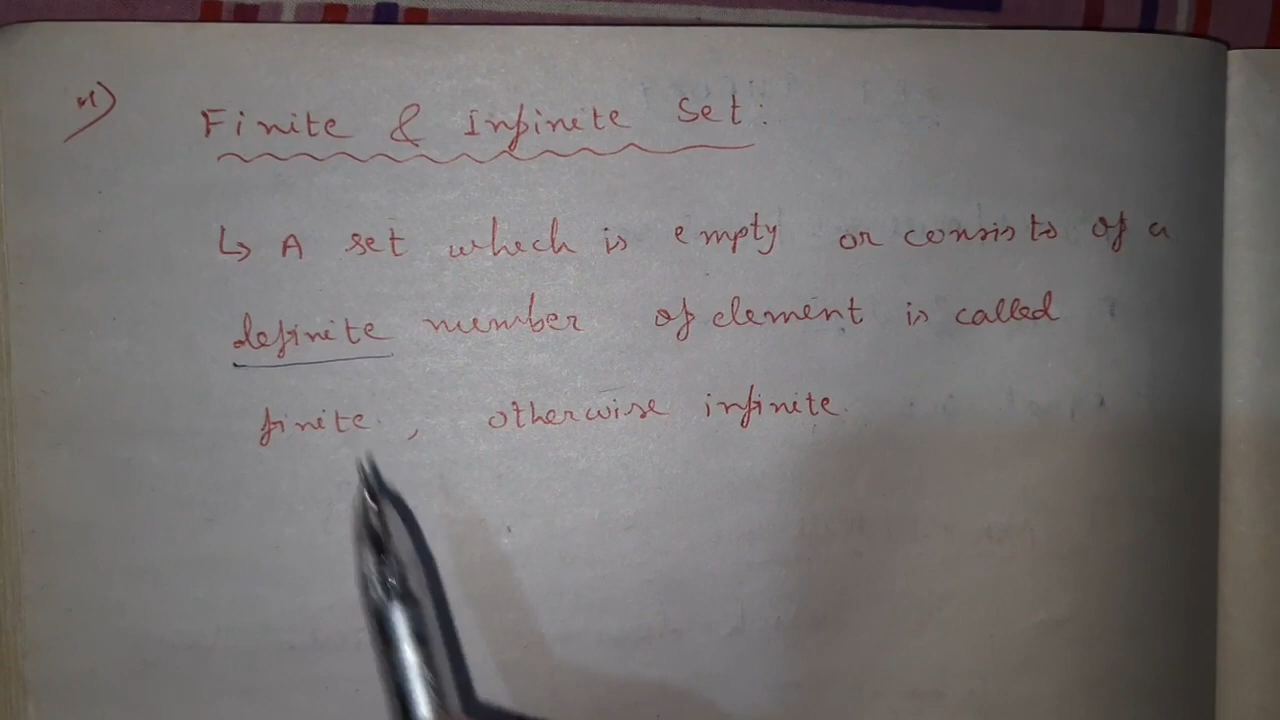 Finite & Infinite Set:
↳ A set which is empty or consists of a
definite number of element is called
finite, otherwise infinite.